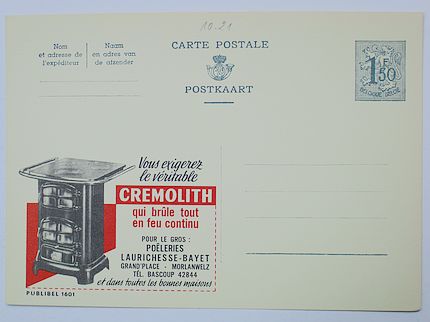 10-21
Nom
et adresse de
l'expéditeur
Naam
en adres van
de afzender
CARTE POSTALE
POSTKAART
1F50
BELGIQUE-BELGIE
Vous exigerez
le véritable
CREMOLITH
qui brûle tout
en feu continu
POUR LE GROS :
POÊLERIES
LAURICHESSE-BAYET
GRAND'PLACE - MORLANWELZ
TÉL. BASCOUP 42844
et dans toutes les bonnes maisons
PUBLIBEL 1601